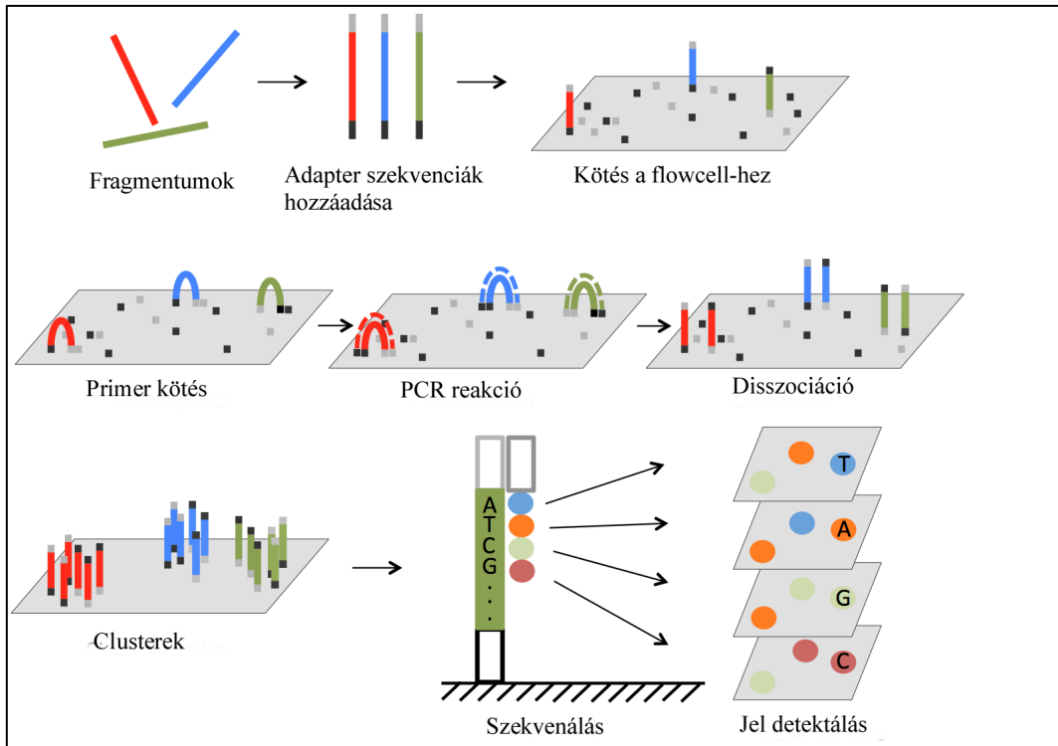 Fragmentumok
Adapter szekvenciák
hozzáadása
Kötés a flowcell-hez
Primer kötés
PCR reakció
Disszociáció
Clusterek
A
T
C
G
.
.
.
Szekvenálás
T
A
G
C
Jel detektálás